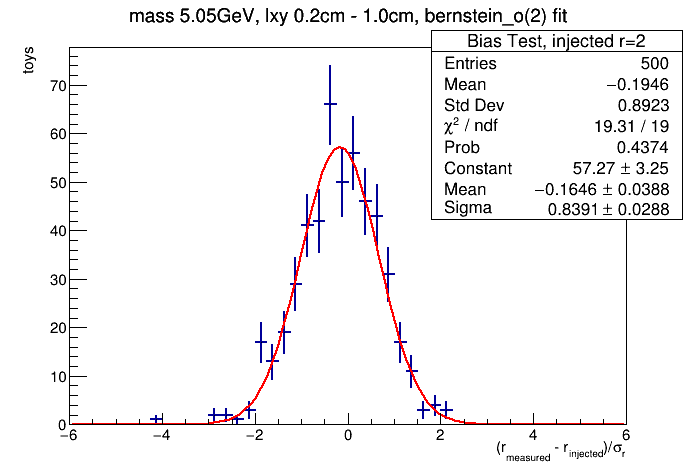 mass 5.05GeV, lxy 0.2cm - 1.0cm, bernstein_o(2) fit
Bias Test, injected r=2
Entries 500
Mean −0.1946
Std Dev 0.8923
χ² / ndf 19.31 / 19
Prob 0.4374
Constant 57.27 ± 3.25
Mean −0.1646 ± 0.0388
Sigma 0.8391 ± 0.0288
toys
70
60
50
40
30
20
10
0
−6 −4 −2 0 2 4 6
(r_measured - r_injected)/σ_r